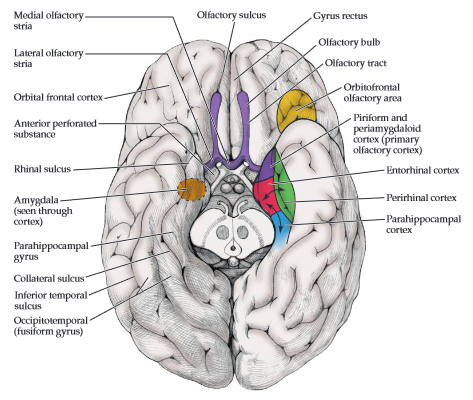 Medial olfactory
stria
Lateral olfactory
stria
Orbital frontal cortex
Anterior perforated
substance
Rhinal sulcus
Amygdala
(seen through
cortex)
Parahippocampal
gyrus
Collateral sulcus
Inferior temporal
sulcus
Occipitotemporal
(fusiform gyrus)
Olfactory sulcus
Gyrus rectus
Olfactory bulb
Olfactory tract
Orbitofrontal
olfactory area
Piriform and
periamygdaloid
cortex (primary
olfactory cortex)
Entorhinal cortex
Perirhinal cortex
Parahippocampal
cortex